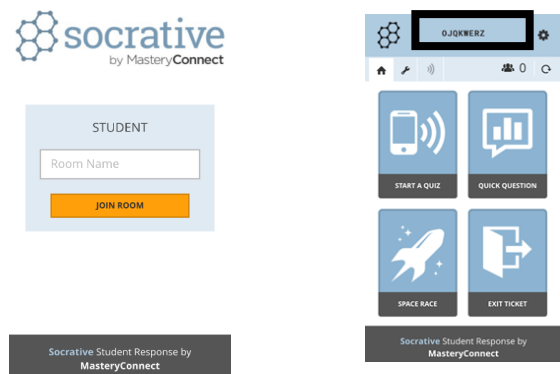 socrative
by MasteryConnect
STUDENT
Room Name
JOIN ROOM
Socrative Student Response by
MasteryConnect
OJQKWERZ
0
START A QUIZ
QUICK QUESTION
SPACE RACE
EXIT TICKET
Socrative Student Response by
MasteryConnect